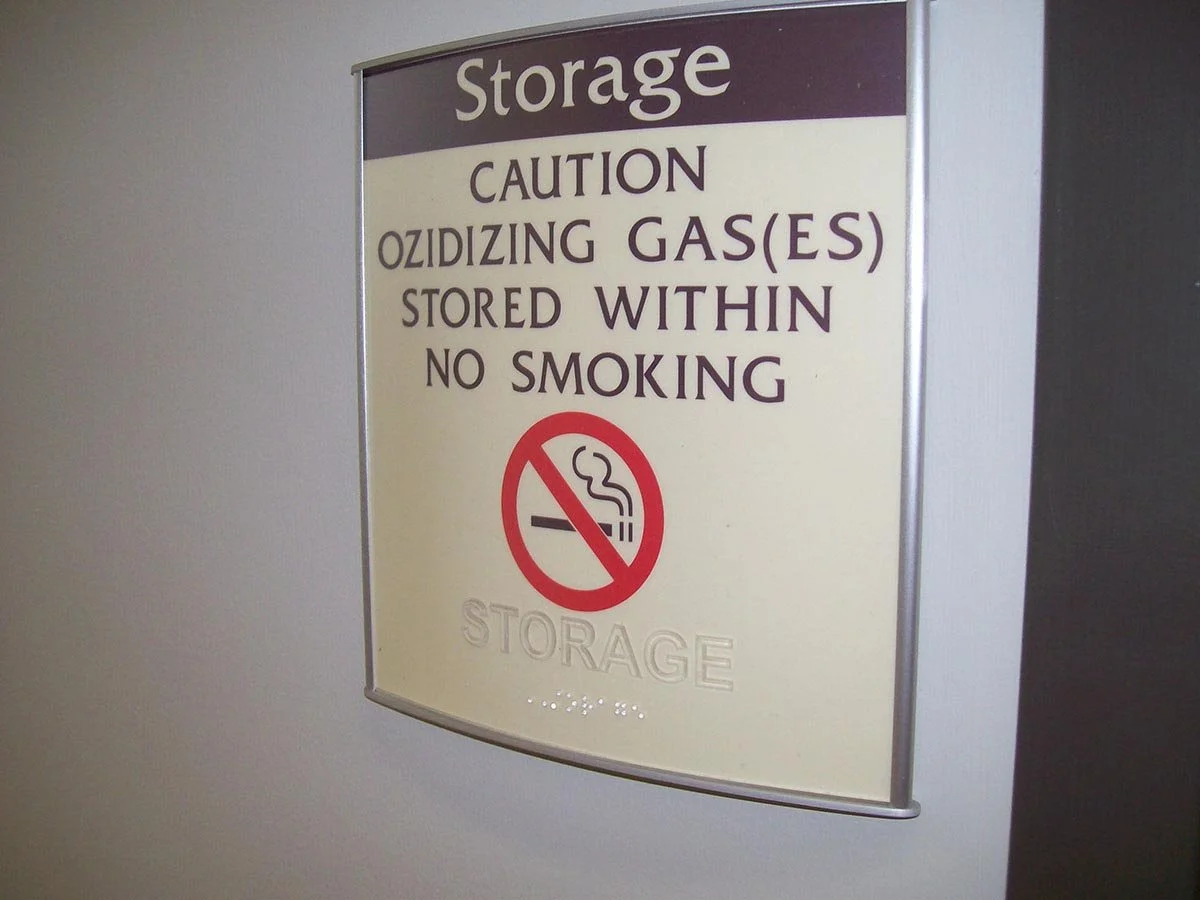 Storage
CAUTION
OZIDIZING GAS(ES)
STORED WITHIN
NO SMOKING
STORAGE